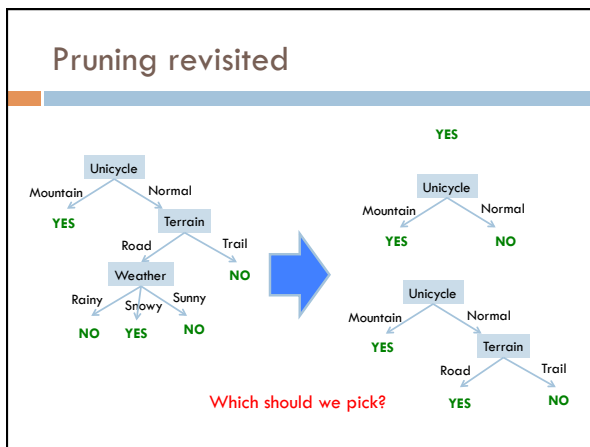 Pruning revisited
Unicycle
Mountain Normal
YES
Terrain
Road Trail
Weather
NO
Rainy Snowy Sunny
NO YES NO
YES
Unicycle
Mountain Normal
YES NO
Unicycle
Mountain Normal
YES
Terrain
Road Trail
YES NO
Which should we pick?